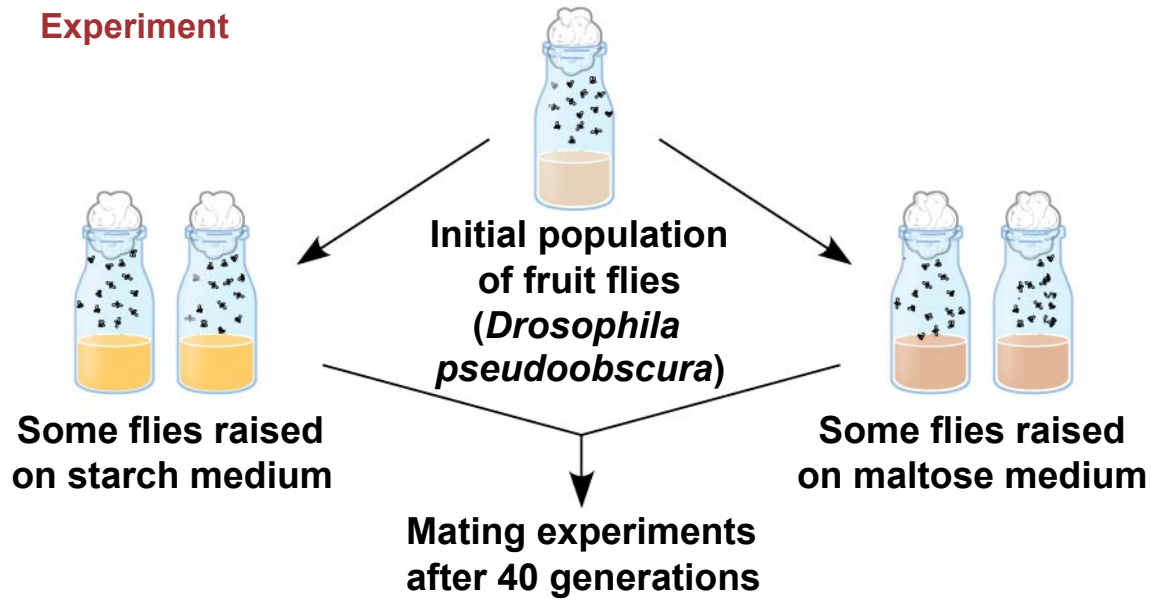 Experiment
Initial population
of fruit flies
(Drosophila
pseudoobscura)
Some flies raised
on starch medium
Some flies raised
on maltose medium
Mating experiments
after 40 generations